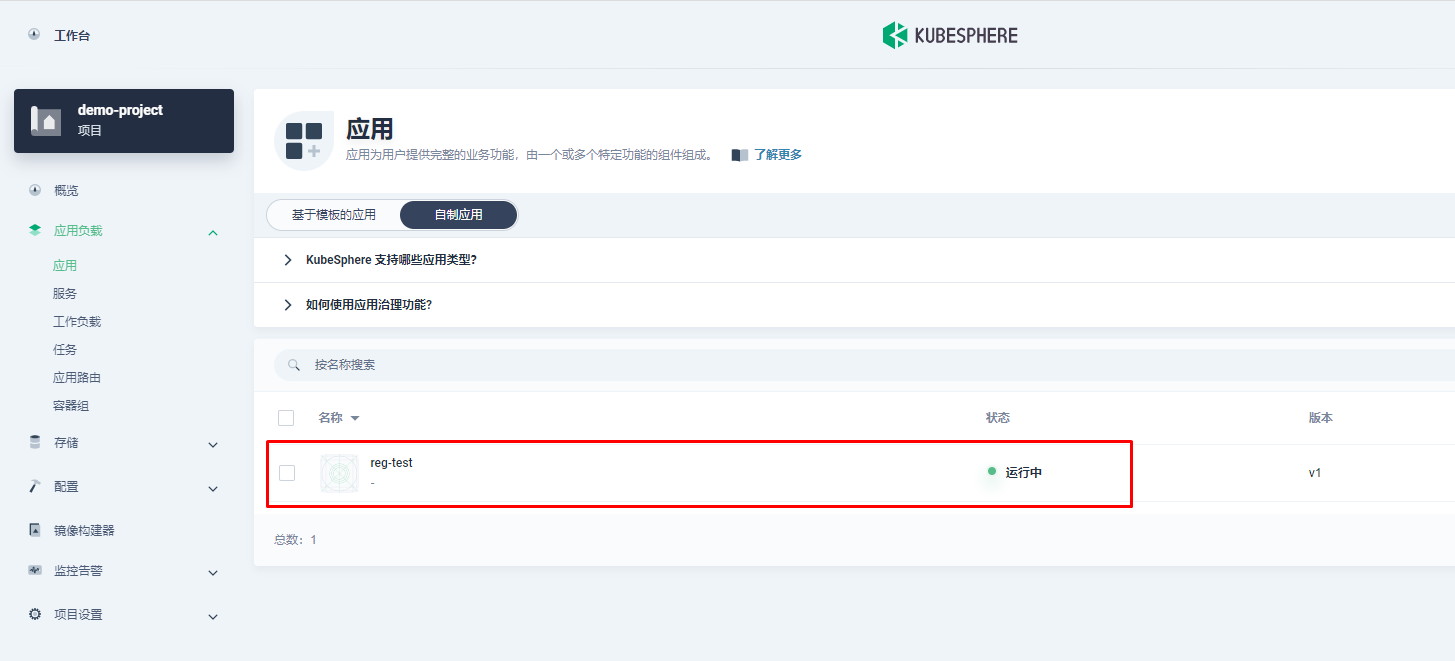 工作台
KUBESPHERE
demo-project
项目
概览
应用负载
应用
服务
工作负载
任务
应用路由
容器组
存储
配置
镜像构建器
监控告警
项目设置
应用
应用为用户提供完整的业务功能，由一个或多个特定功能的组件组成。 了解更多
基于模板的应用 自制应用
KubeSphere 支持哪些应用类型?
如何使用应用治理功能?
按名称搜索
名称 状态 版本
reg-test
-
运行中 v1
总数：1